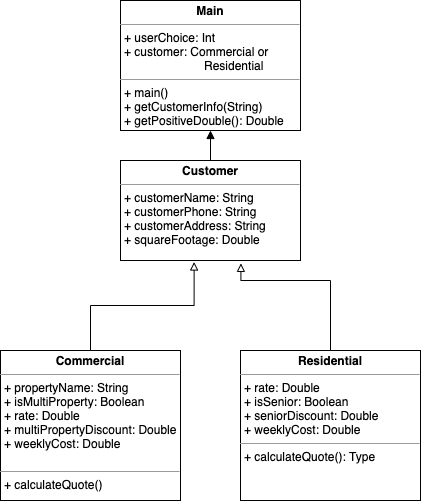 Main
+ userChoice: Int
+ customer: Commercial or
Residential
+ main()
+ getCustomerInfo(String)
+ getPositiveDouble(): Double
Customer
+ customerName: String
+ customerPhone: String
+ customerAddress: String
+ squareFootage: Double
Commercial
+ propertyName: String
+ isMultiProperty: Boolean
+ rate: Double
+ multiPropertyDiscount: Double
+ weeklyCost: Double
+ calculateQuote()
Residential
+ rate: Double
+ isSenior: Boolean
+ seniorDiscount: Double
+ weeklyCost: Double
+ calculateQuote(): Type